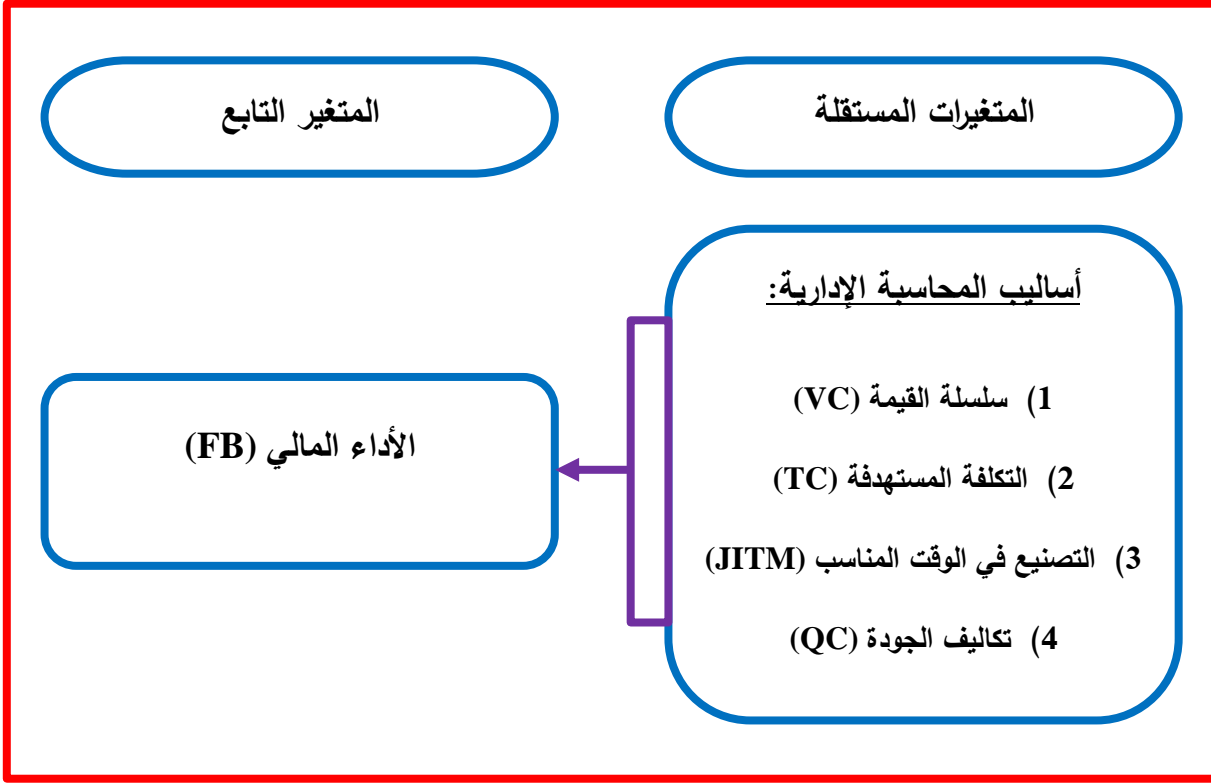 المتغيرات المستقلة
المتغير التابع
أساليب المحاسبة الإدارية:
1) سلسلة القيمة (VC)
2) التكلفة المستهدفة (TC)
3) التصنيع في الوقت المناسب (JITM)
4) تكاليف الجودة (QC)
الأداء المالي (FB)